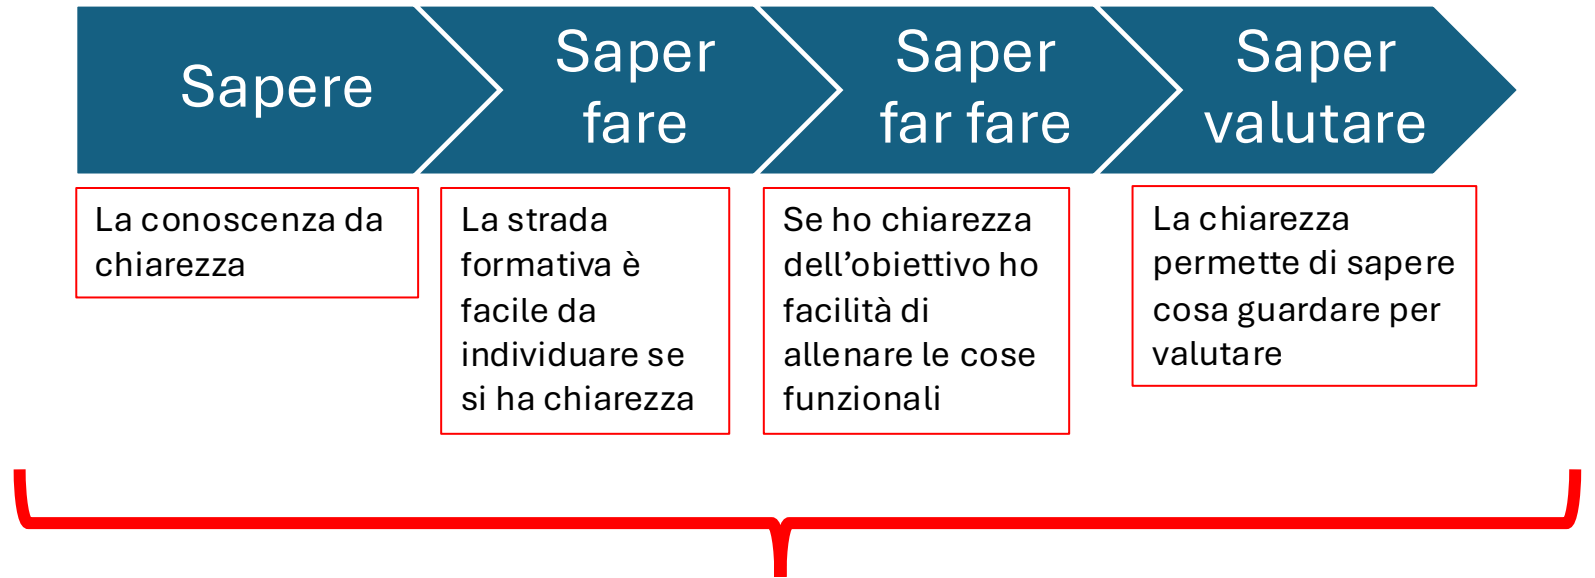 Sapere
Saper
fare
Saper
far fare
Saper
valutare
La conoscenza da
chiarezza
La strada
formativa è
facile da
individuare se
si ha chiarezza
Se ho chiarezza
dell’obiettivo ho
facilità di
allenare le cose
funzionali
La chiarezza
permette di sapere
cosa guardare per
valutare